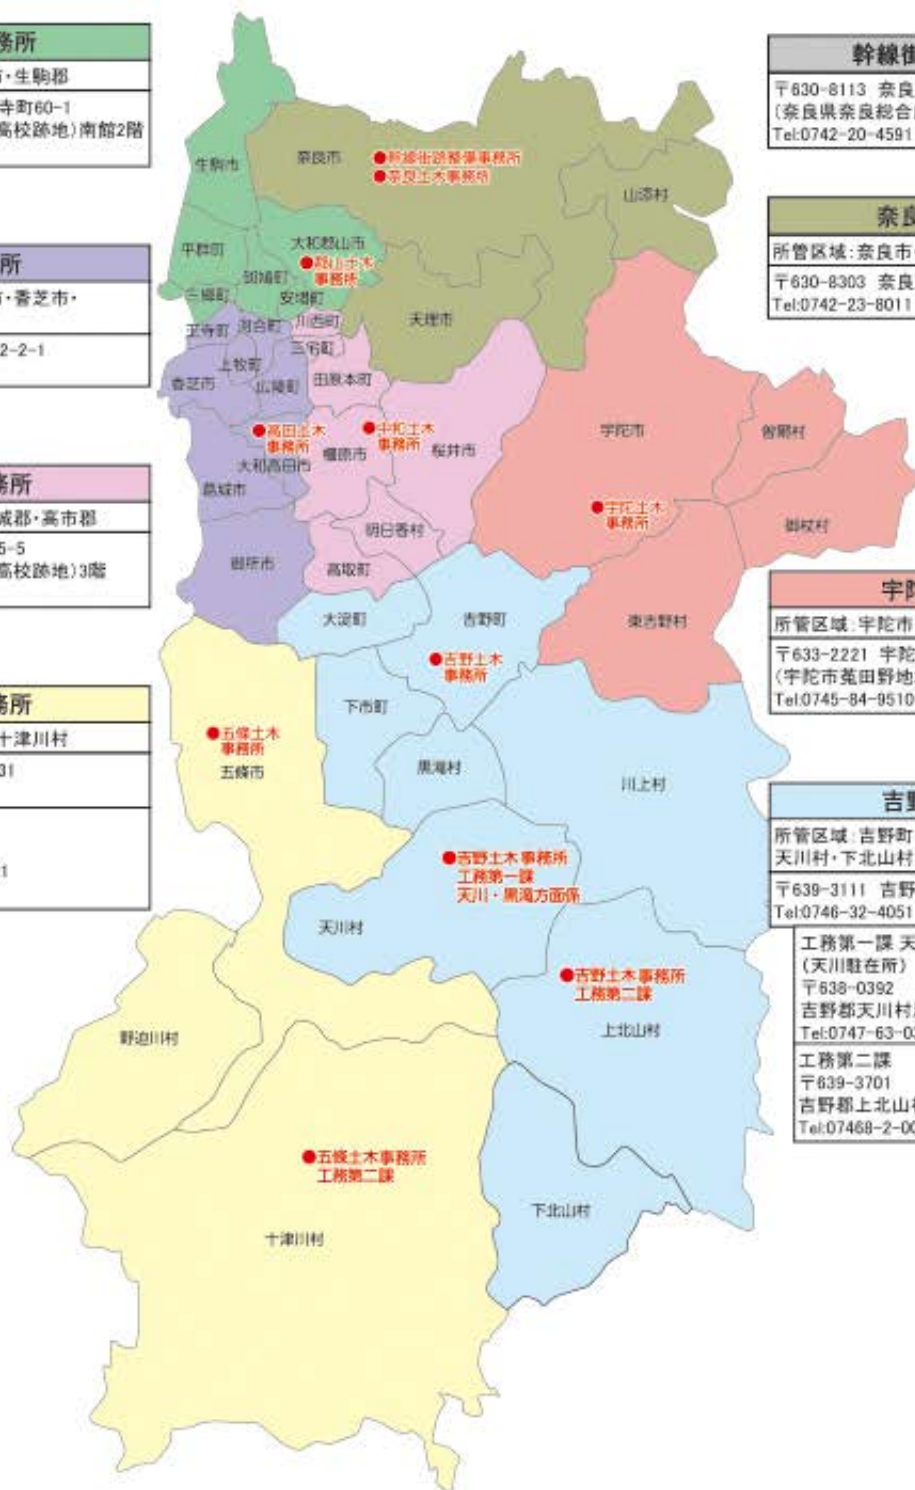 務所
市・生駒郡
寺町60-1
高校跡地)南館2階
所
市・香芝市・
2-2-1
務所
城郡・高市郡
5-5
高校跡地)3階
務所
十津川村
31
1
幹線街
〒630-8113 奈良
(奈良県奈良総合
Tel:0742-20-4591
奈良
所管区域:奈良市
〒630-8303 奈良
Tel:0742-23-8011
宇陀
所管区域:宇陀市
〒633-2221 宇陀
(宇陀市菟田野地
Tel:0745-84-9510
吉野
所管区域:吉野町
天川村・下北山村
〒639-3111 吉野
Tel:0746-32-4051
工務第一課 天
(天川駐在所)
〒638-0392
吉野郡天川村
Tel:0747-63-0
工務第二課
〒639-3701
吉野郡上北山村
Tel:07468-2-00
生駒市
奈良市
●幹線街路整備事務所
●奈良土木事務所
山添村
平群町
大和郡山市
●郡山土木
事務所
斑鳩町
三郷町
安堵町
天理市
王寺町
河合町
川西町
三宅町
上牧町
香芝市
広陵町
田原本町
●高田土木
事務所
●中和土木
事務所
大和高田市
橿原市
桜井市
葛城市
宇陀市
曽爾村
●宇陀土木
事務所
御杖村
明日香村
御所市
高取町
大淀町
吉野町
東吉野村
●吉野土木
事務所
下市町
●五條土木
事務所
五條市
黒滝村
川上村
●吉野土木事務所
工務第一課
天川・黒滝方面係
天川村
●吉野土木事務所
工務第二課
上北山村
野迫川村
●五條土木事務所
工務第二課
下北山村
十津川村